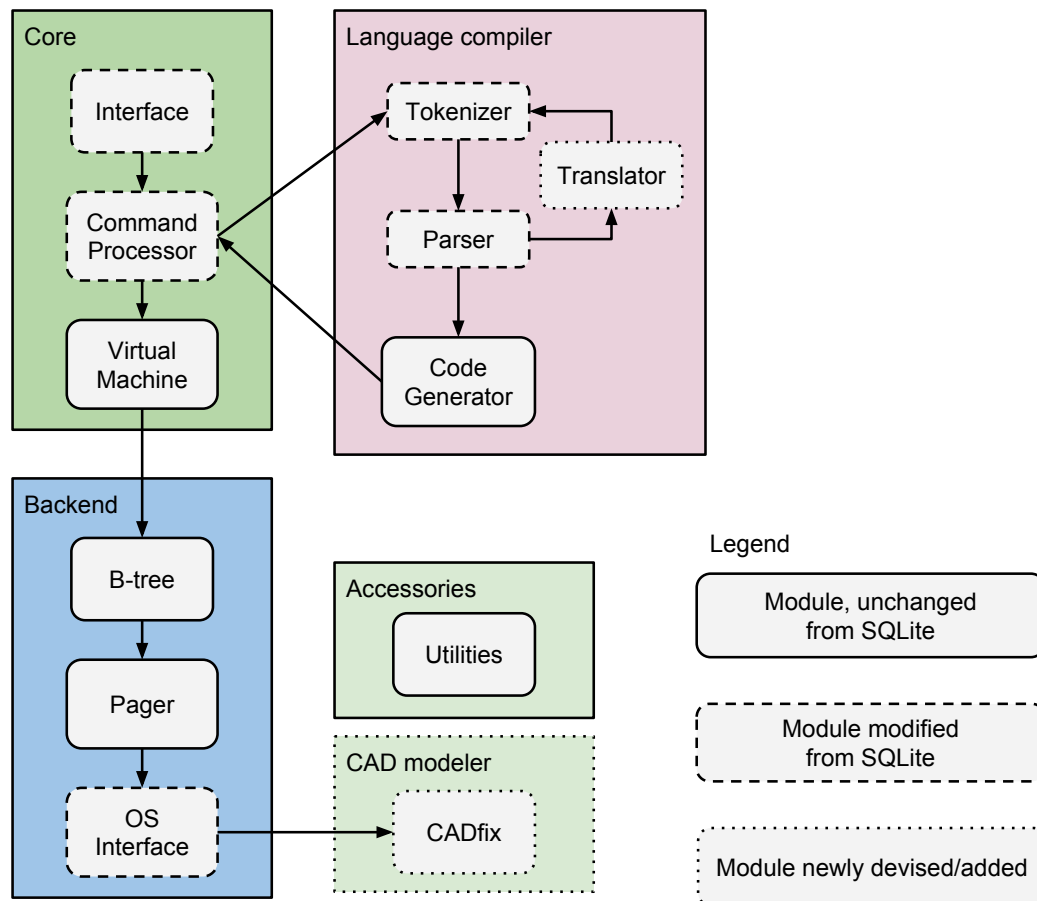 Core
Interface
Command
Processor
Virtual
Machine
Language compiler
Tokenizer
Translator
Parser
Code
Generator
Backend
B-tree
Pager
OS
Interface
Accessories
Utilities
CAD modeler
CADfix
Legend
Module, unchanged
from SQLite
Module modified
from SQLite
Module newly devised/added